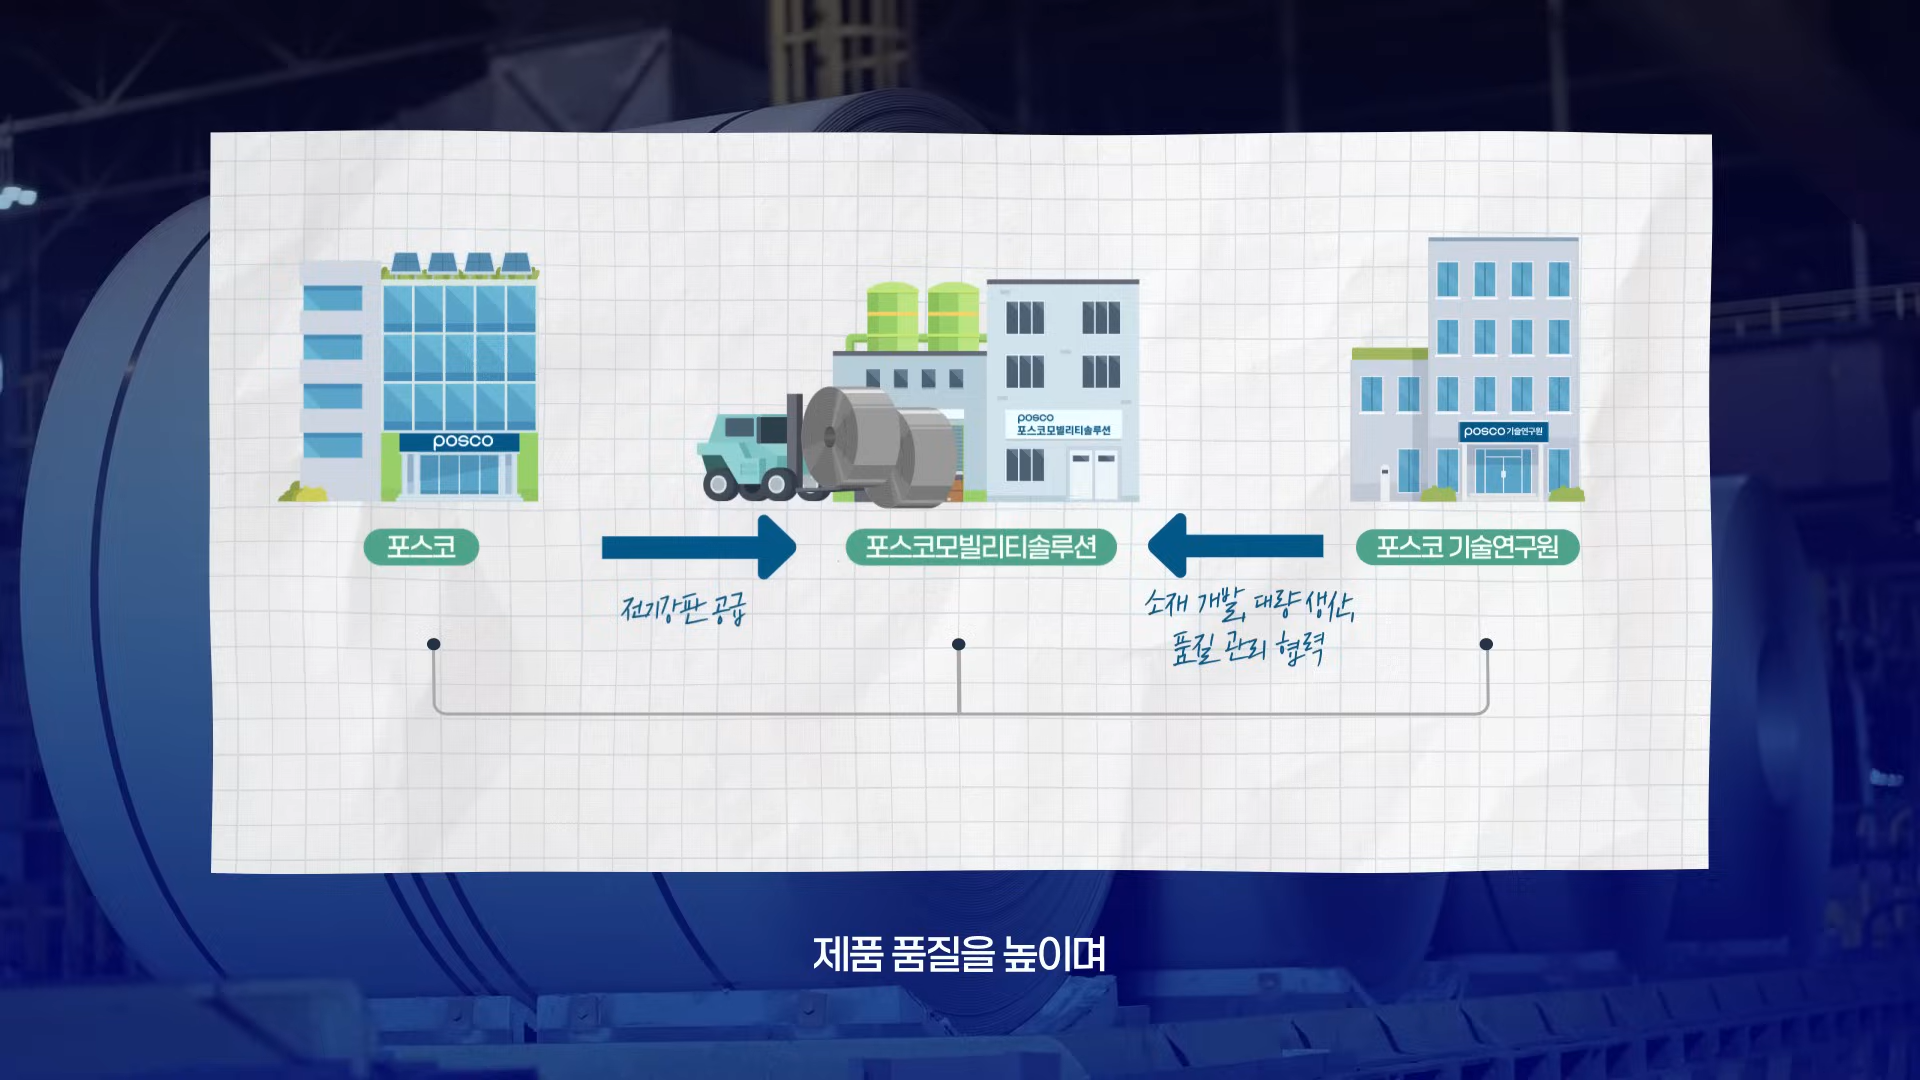 posco
posco
포스코모빌리티솔루션
posco 기술연구원
포스코
포스코모빌리티솔루션
포스코 기술연구원
전기강판 공급
소재 개발, 대량 생산,
품질 관리 협력
제품 품질을 높이며